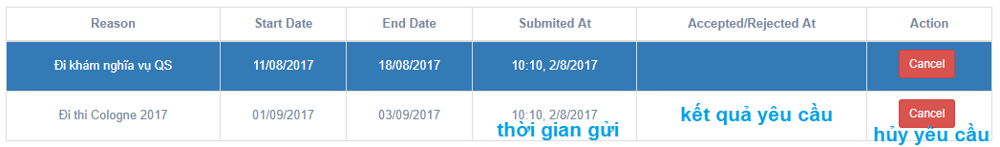 Reason Start Date End Date Submited At Accepted/Rejected At Action
Đi khám nghĩa vụ QS 11/08/2017 18/08/2017 10:10, 2/8/2017 Cancel
Đi thi Cologne 2017 01/09/2017 03/09/2017 10:10, 2/8/2017 Cancel
thời gian gửi kết quả yêu cầu hủy yêu cầu